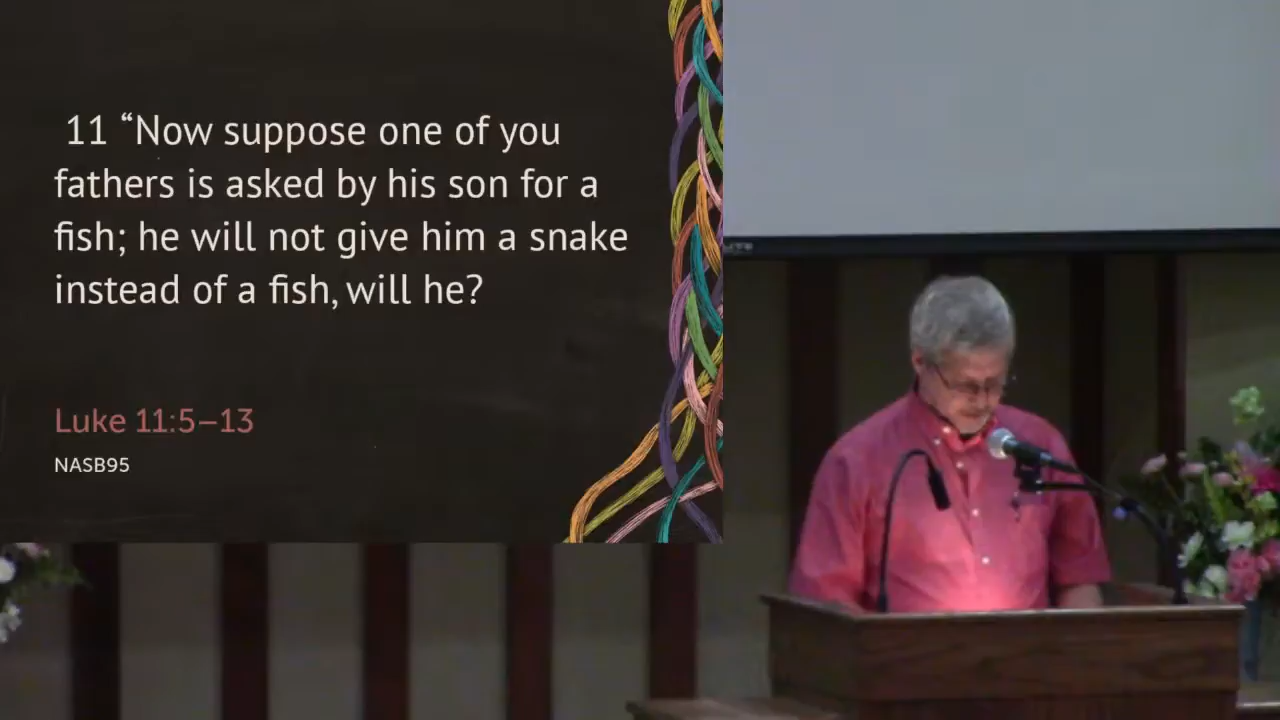 11 “Now suppose one of you
fathers is asked by his son for a
fish; he will not give him a snake
instead of a fish, will he?
Luke 11:5–13
NASB95